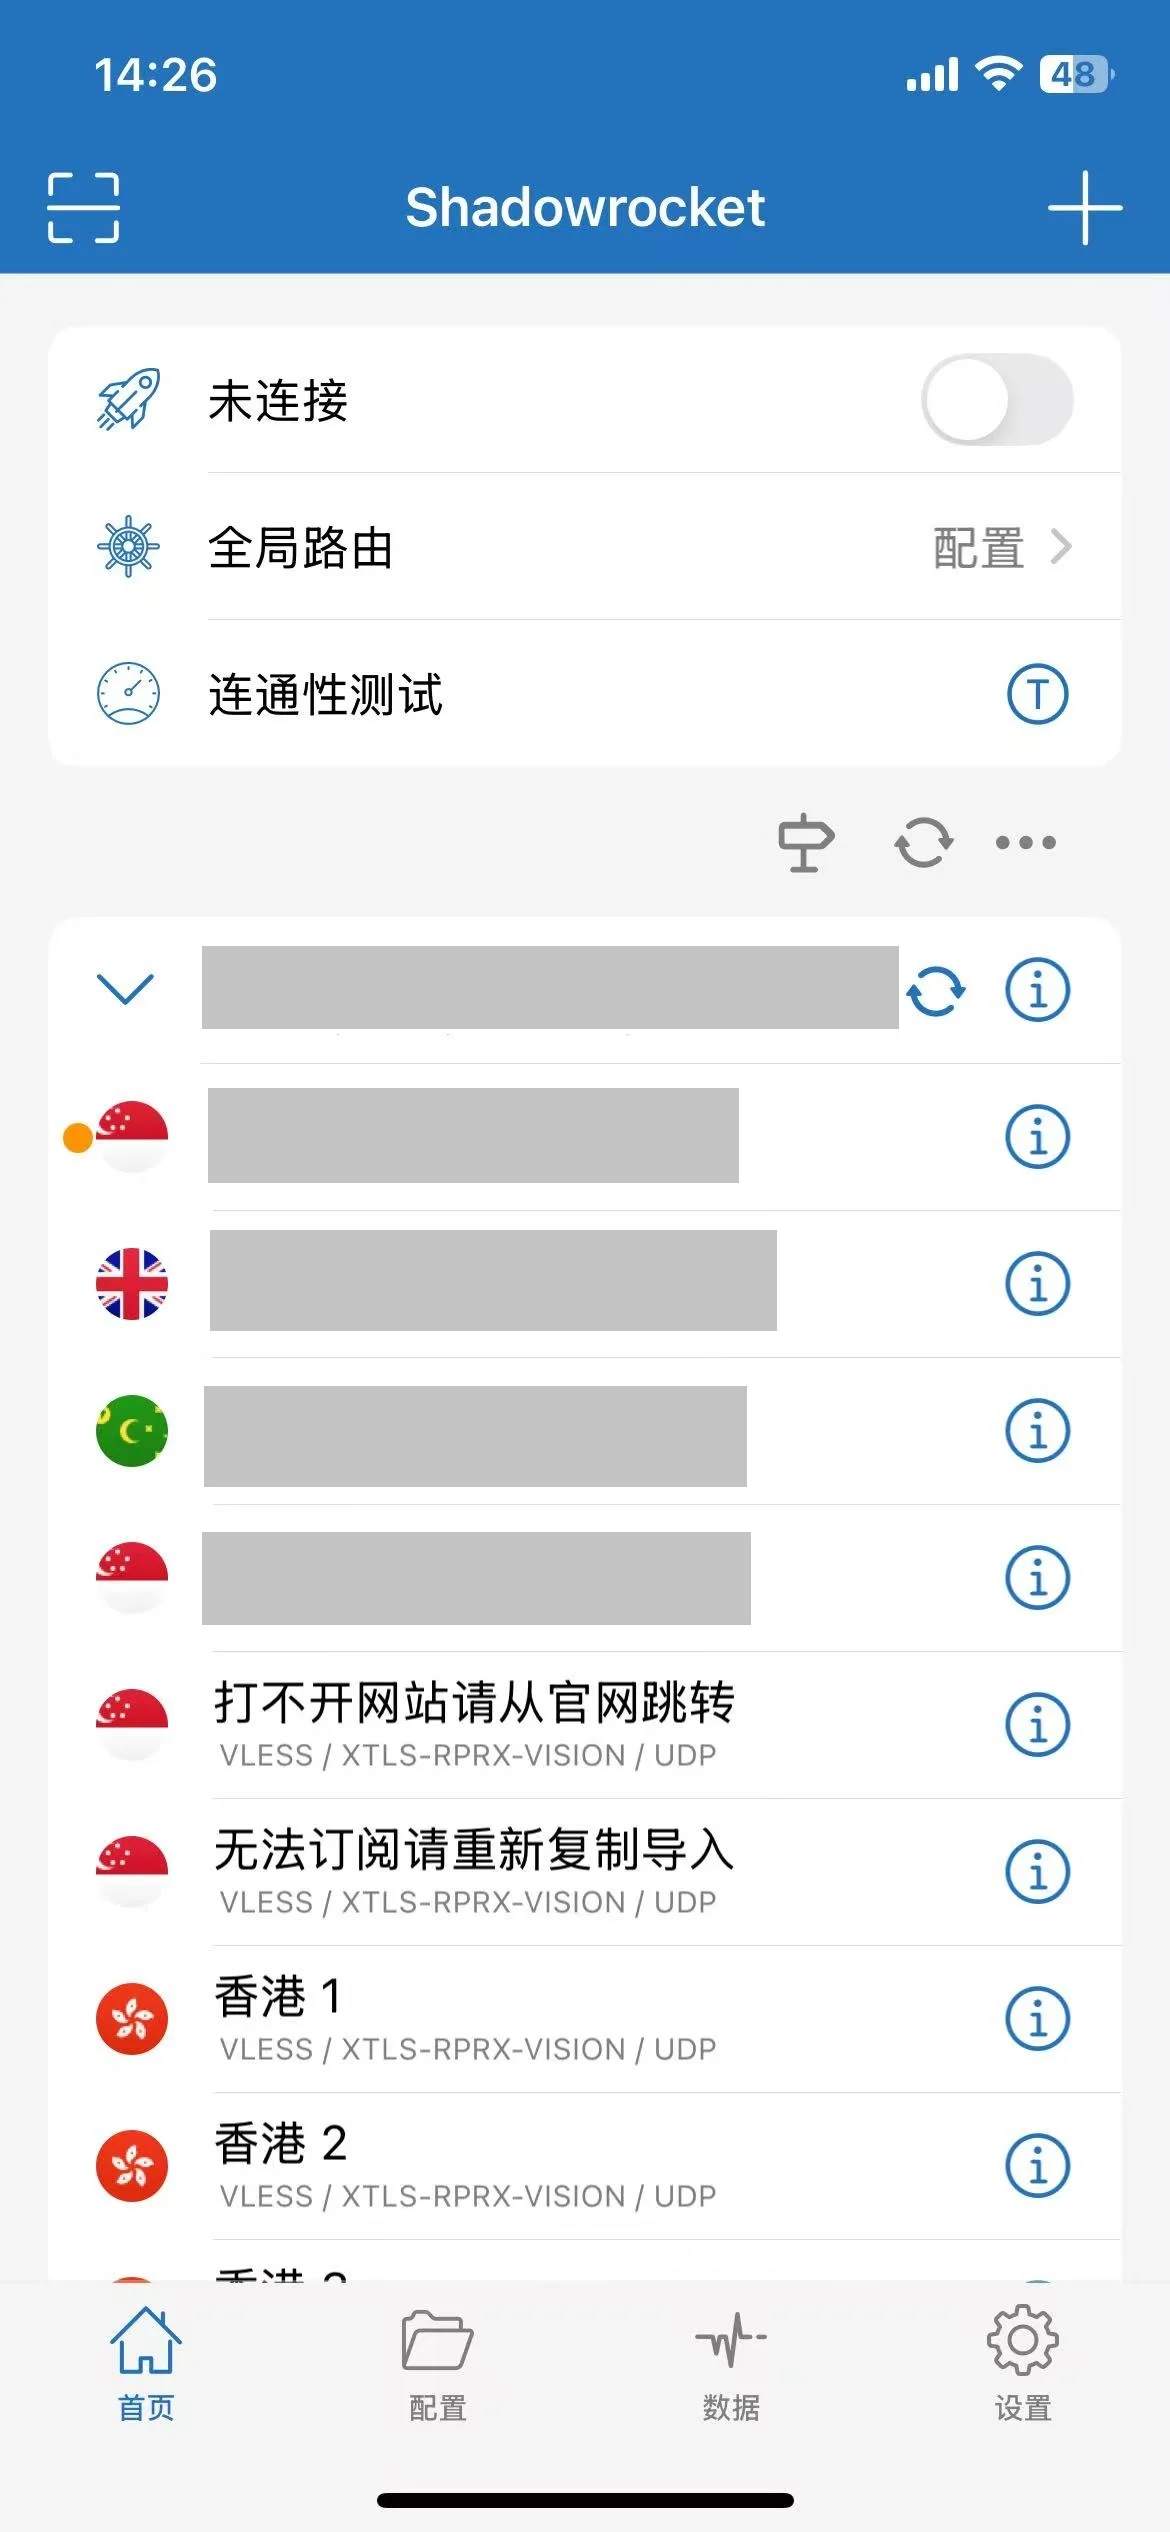 14:26
48
Shadowrocket
未连接
全局路由
配置
连通性测试
T
打不开网站请从官网跳转
VLESS / XTLS-RPRX-VISION / UDP
无法订阅请重新复制导入
VLESS / XTLS-RPRX-VISION / UDP
香港 1
VLESS / XTLS-RPRX-VISION / UDP
香港 2
VLESS / XTLS-RPRX-VISION / UDP
首页
配置
数据
设置